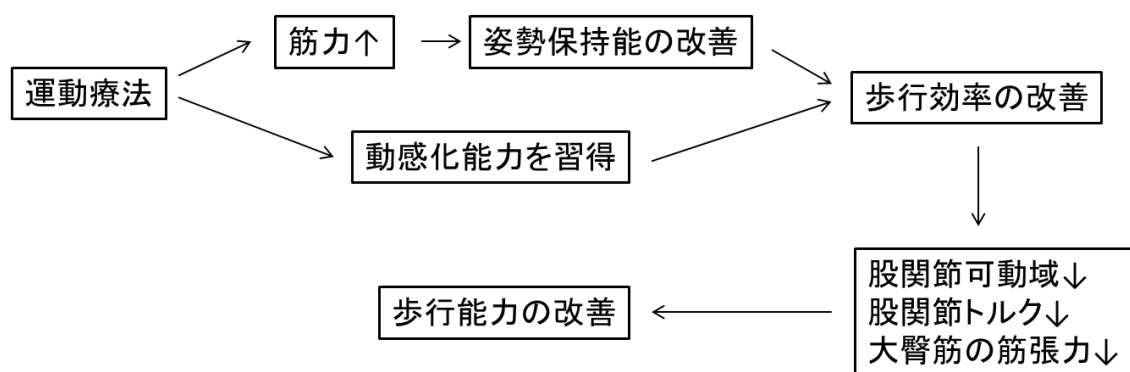 運動療法
筋力↑
姿勢保持能の改善
動感化能力を習得
歩行効率の改善
股関節可動域↓
股関節トルク↓
大臀筋の筋張力↓
歩行能力の改善